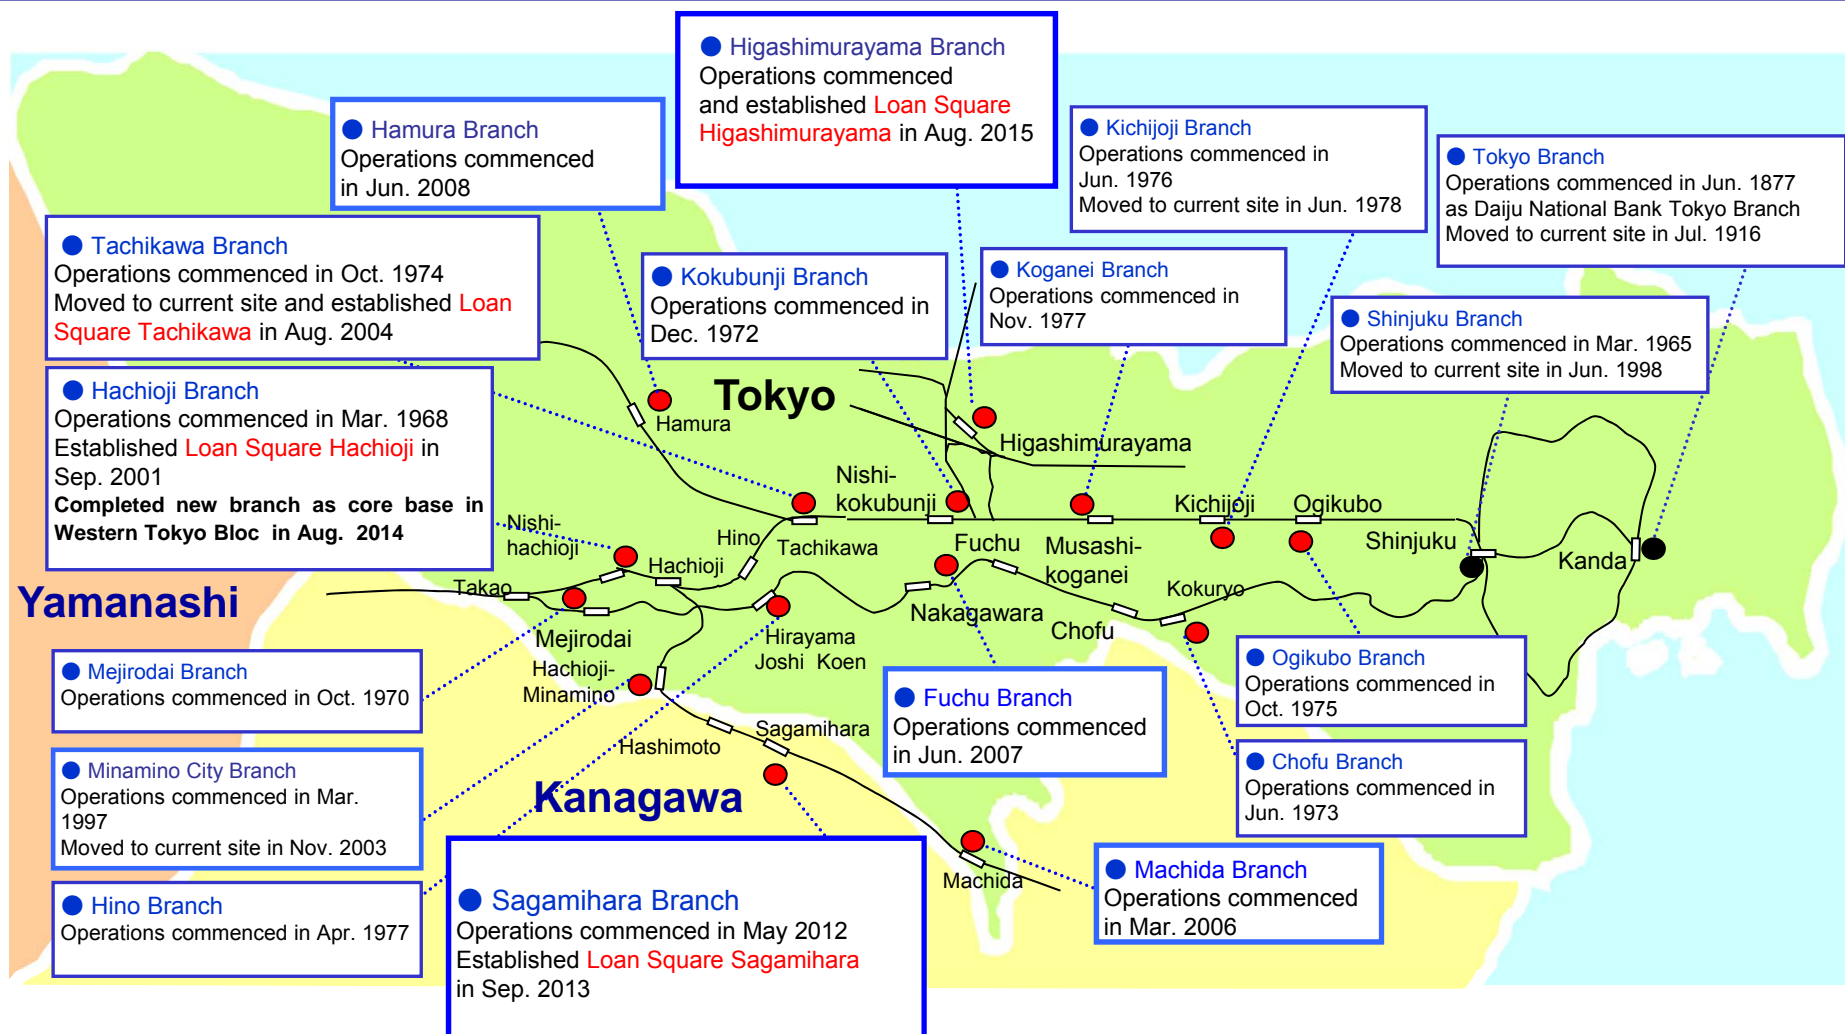 ● Higashimurayama Branch
Operations commenced
and established Loan Square
Higashimurayama in Aug. 2015
● Hamura Branch
Operations commenced
in Jun. 2008
● Kichijoji Branch
Operations commenced in
Jun. 1976
Moved to current site in Jun. 1978
● Tokyo Branch
Operations commenced in Jun. 1877
as Daiju National Bank Tokyo Branch
Moved to current site in Jul. 1916
● Tachikawa Branch
Operations commenced in Oct. 1974
Moved to current site and established Loan
Square Tachikawa in Aug. 2004
● Kokubunji Branch
Operations commenced in
Dec. 1972
● Koganei Branch
Operations commenced in
Nov. 1977
● Shinjuku Branch
Operations commenced in Mar. 1965
Moved to current site in Jun. 1998
● Hachioji Branch
Operations commenced in Mar. 1968
Established Loan Square Hachioji in
Sep. 2001
Completed new branch as core base in
Western Tokyo Bloc in Aug. 2014
Tokyo
Hamura
Higashimurayama
Nishi-
kokubunji
Kichijoji
Ogikubo
Nishi-
hachioji
Hino
Tachikawa
Fuchu
Musashi-
koganei
Shinjuku
Kanda
Hachioji
Takao
Kokuryo
Yamanashi
Nakagawara
Chofu
Mejirodai
Hirayama
Joshi Koen
Hachioji-
Minamino
● Mejirodai Branch
Operations commenced in Oct. 1970
● Ogikubo Branch
Operations commenced in
Oct. 1975
● Fuchu Branch
Operations commenced
in Jun. 2007
Sagamihara
Hashimoto
● Minamino City Branch
Operations commenced in Mar.
1997
Moved to current site in Nov. 2003
Kanagawa
● Chofu Branch
Operations commenced in
Jun. 1973
Machida
● Machida Branch
Operations commenced
in Mar. 2006
● Hino Branch
Operations commenced in Apr. 1977
● Sagamihara Branch
Operations commenced in May 2012
Established Loan Square Sagamihara
in Sep. 2013